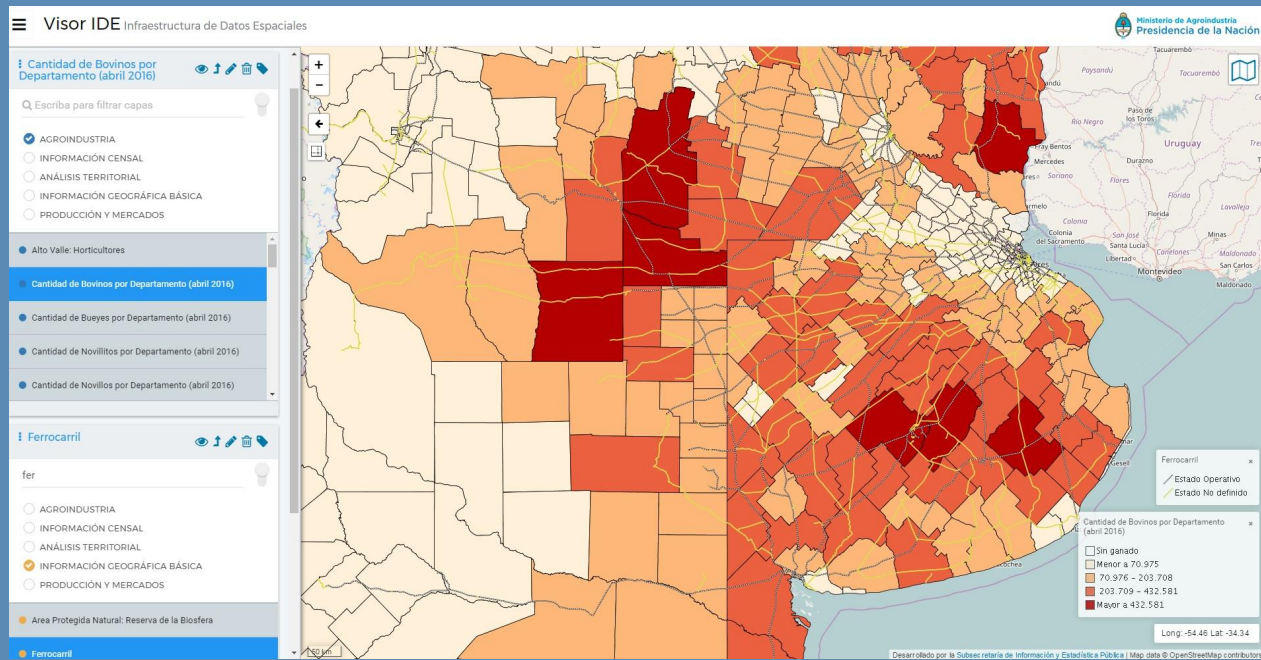 Visor IDE Infraestructura de Datos Espaciales
Ministerio de Agroindustria
Presidencia de la Nación
Cantidad de Bovinos por
Departamento (abril 2016)
Escriba para filtrar capas
AGROINDUSTRIA
INFORMACIÓN CENSAL
ANÁLISIS TERRITORIAL
INFORMACIÓN GEOGRÁFICA BÁSICA
PRODUCCIÓN Y MERCADOS
Alto Valle: Horticultores
Cantidad de Bovinos por Departamento (abril 2016)
Cantidad de Bueyes por Departamento (abril 2016)
Cantidad de Novillitos por Departamento (abril 2016)
Cantidad de Novillos por Departamento (abril 2016)
Ferrocarril
fer
AGROINDUSTRIA
INFORMACIÓN CENSAL
ANÁLISIS TERRITORIAL
INFORMACIÓN GEOGRÁFICA BÁSICA
PRODUCCIÓN Y MERCADOS
Area Protegida Natural: Reserva de la Biosfera
Ferrocarril
+
−
50 km
Tacuarembó
Paysandú
Tacuarembó
Paso de
los Toros
Río Negro
Fray Bentos
Uruguay
Mercedes
Durazno
Soriano
Flores
Florida
Lavalleja
Colonia
Florida
Colonia
del Sacramento
San José
Minas
Santa Lucía
Canelones
Maldonado
Libertad
San Carlos
Montevideo
Maldonado
Gesell
Ferrocarril ×
Estado Operativo
Estado No definido
Cantidad de Bovinos por Departamento ×
(abril 2016)
Sin ganado
Menor a 70.975
70.976 - 203.708
203.709 - 432.581
Mayor a 432.581
Long: -54.46 Lat -34.34
Desarrollado por la Subsecretaría de Información y Estadística Pública | Map data © OpenStreetMap contributors